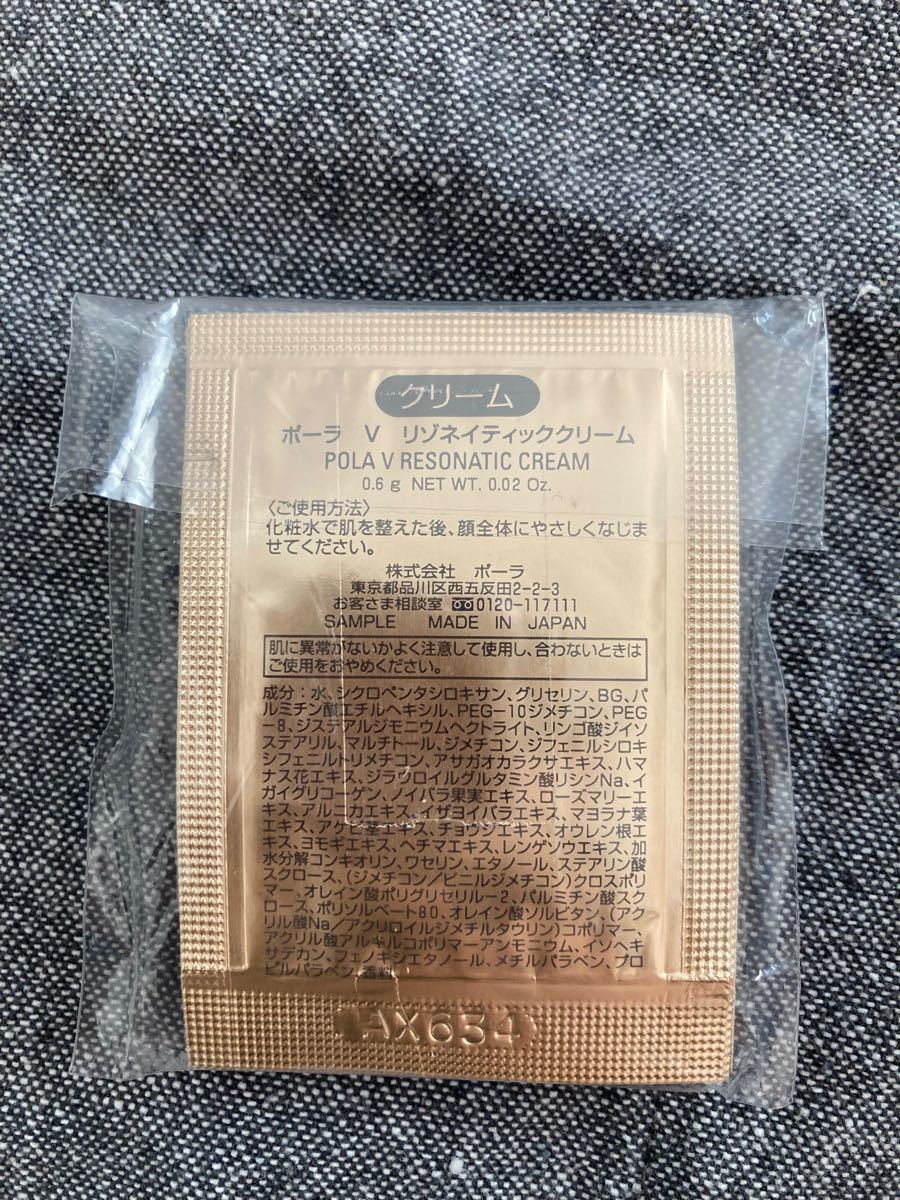 クリーム
ポーラ V リゾネイティッククリーム
POLA V RESONATIC CREAM
0.6 g NET WT. 0.02 Oz.
〈ご使用方法〉
化粧水で肌を整えた後、顔全体にやさしくなじま
せてください。
株式会社 ポーラ
東京都品川区西五反田2-2-3
お客さま相談室 0120-117111
SAMPLE MADE IN JAPAN
肌に異常がないかよく注意して使用し、合わないときは
ご使用をおやめください。
成分：水、シクロペンタシロキサン、グリセリン、BG、パ
ルミチン酸エチルヘキシル、PEG-10ジメチコン、PEG
-8、ジステアルジモニウムヘクトライト、リンゴ酸ジイソ
ステアリル、マルチトール、ジメチコン、ジフェニルシロキ
シフェニルトリメチコン、アサガオカラクサエキス、ハマ
ナス花エキス、ジラウロイルグルタミン酸リシンNa、イ
ガイグリコーゲン、ノイバラ果実エキス、ローズマリーエ
キス、アルニカエキス、イザヨイバラエキス、マヨラナ葉
エキス、アケビ茎エキス、チョウジエキス、オウレン根エ
キス、ヨモギエキス、ヘチマエキス、レンゲソウエキス、加
水分解コンキオリン、ワセリン、エタノール、ステアリン酸
スクロース、(ジメチコン/ビニルジメチコン)クロスポリ
マー、オレイン酸ポリグリセリル-2、パルミチン酸スク
ロース、ポリソルベート80、オレイン酸ソルビタン、(アク
リル酸Na/アクリロイルジメチルタウリン)コポリマー、
アクリル酸アルキルコポリマーアンモニウム、イソヘキ
サデカン、フェノキシエタノール、メチルパラベン、プロ
ピルパラベン、香料
AX634